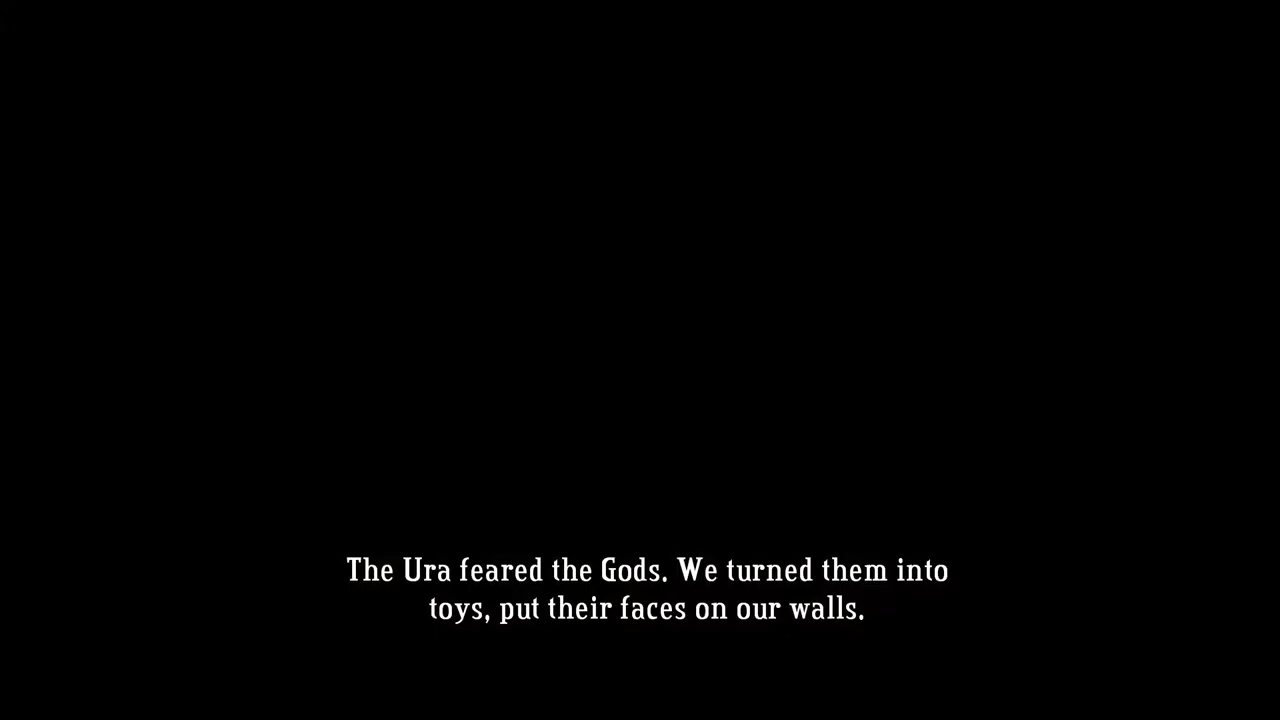 The Ura feared the Gods. We turned them into
toys, put their faces on our walls.